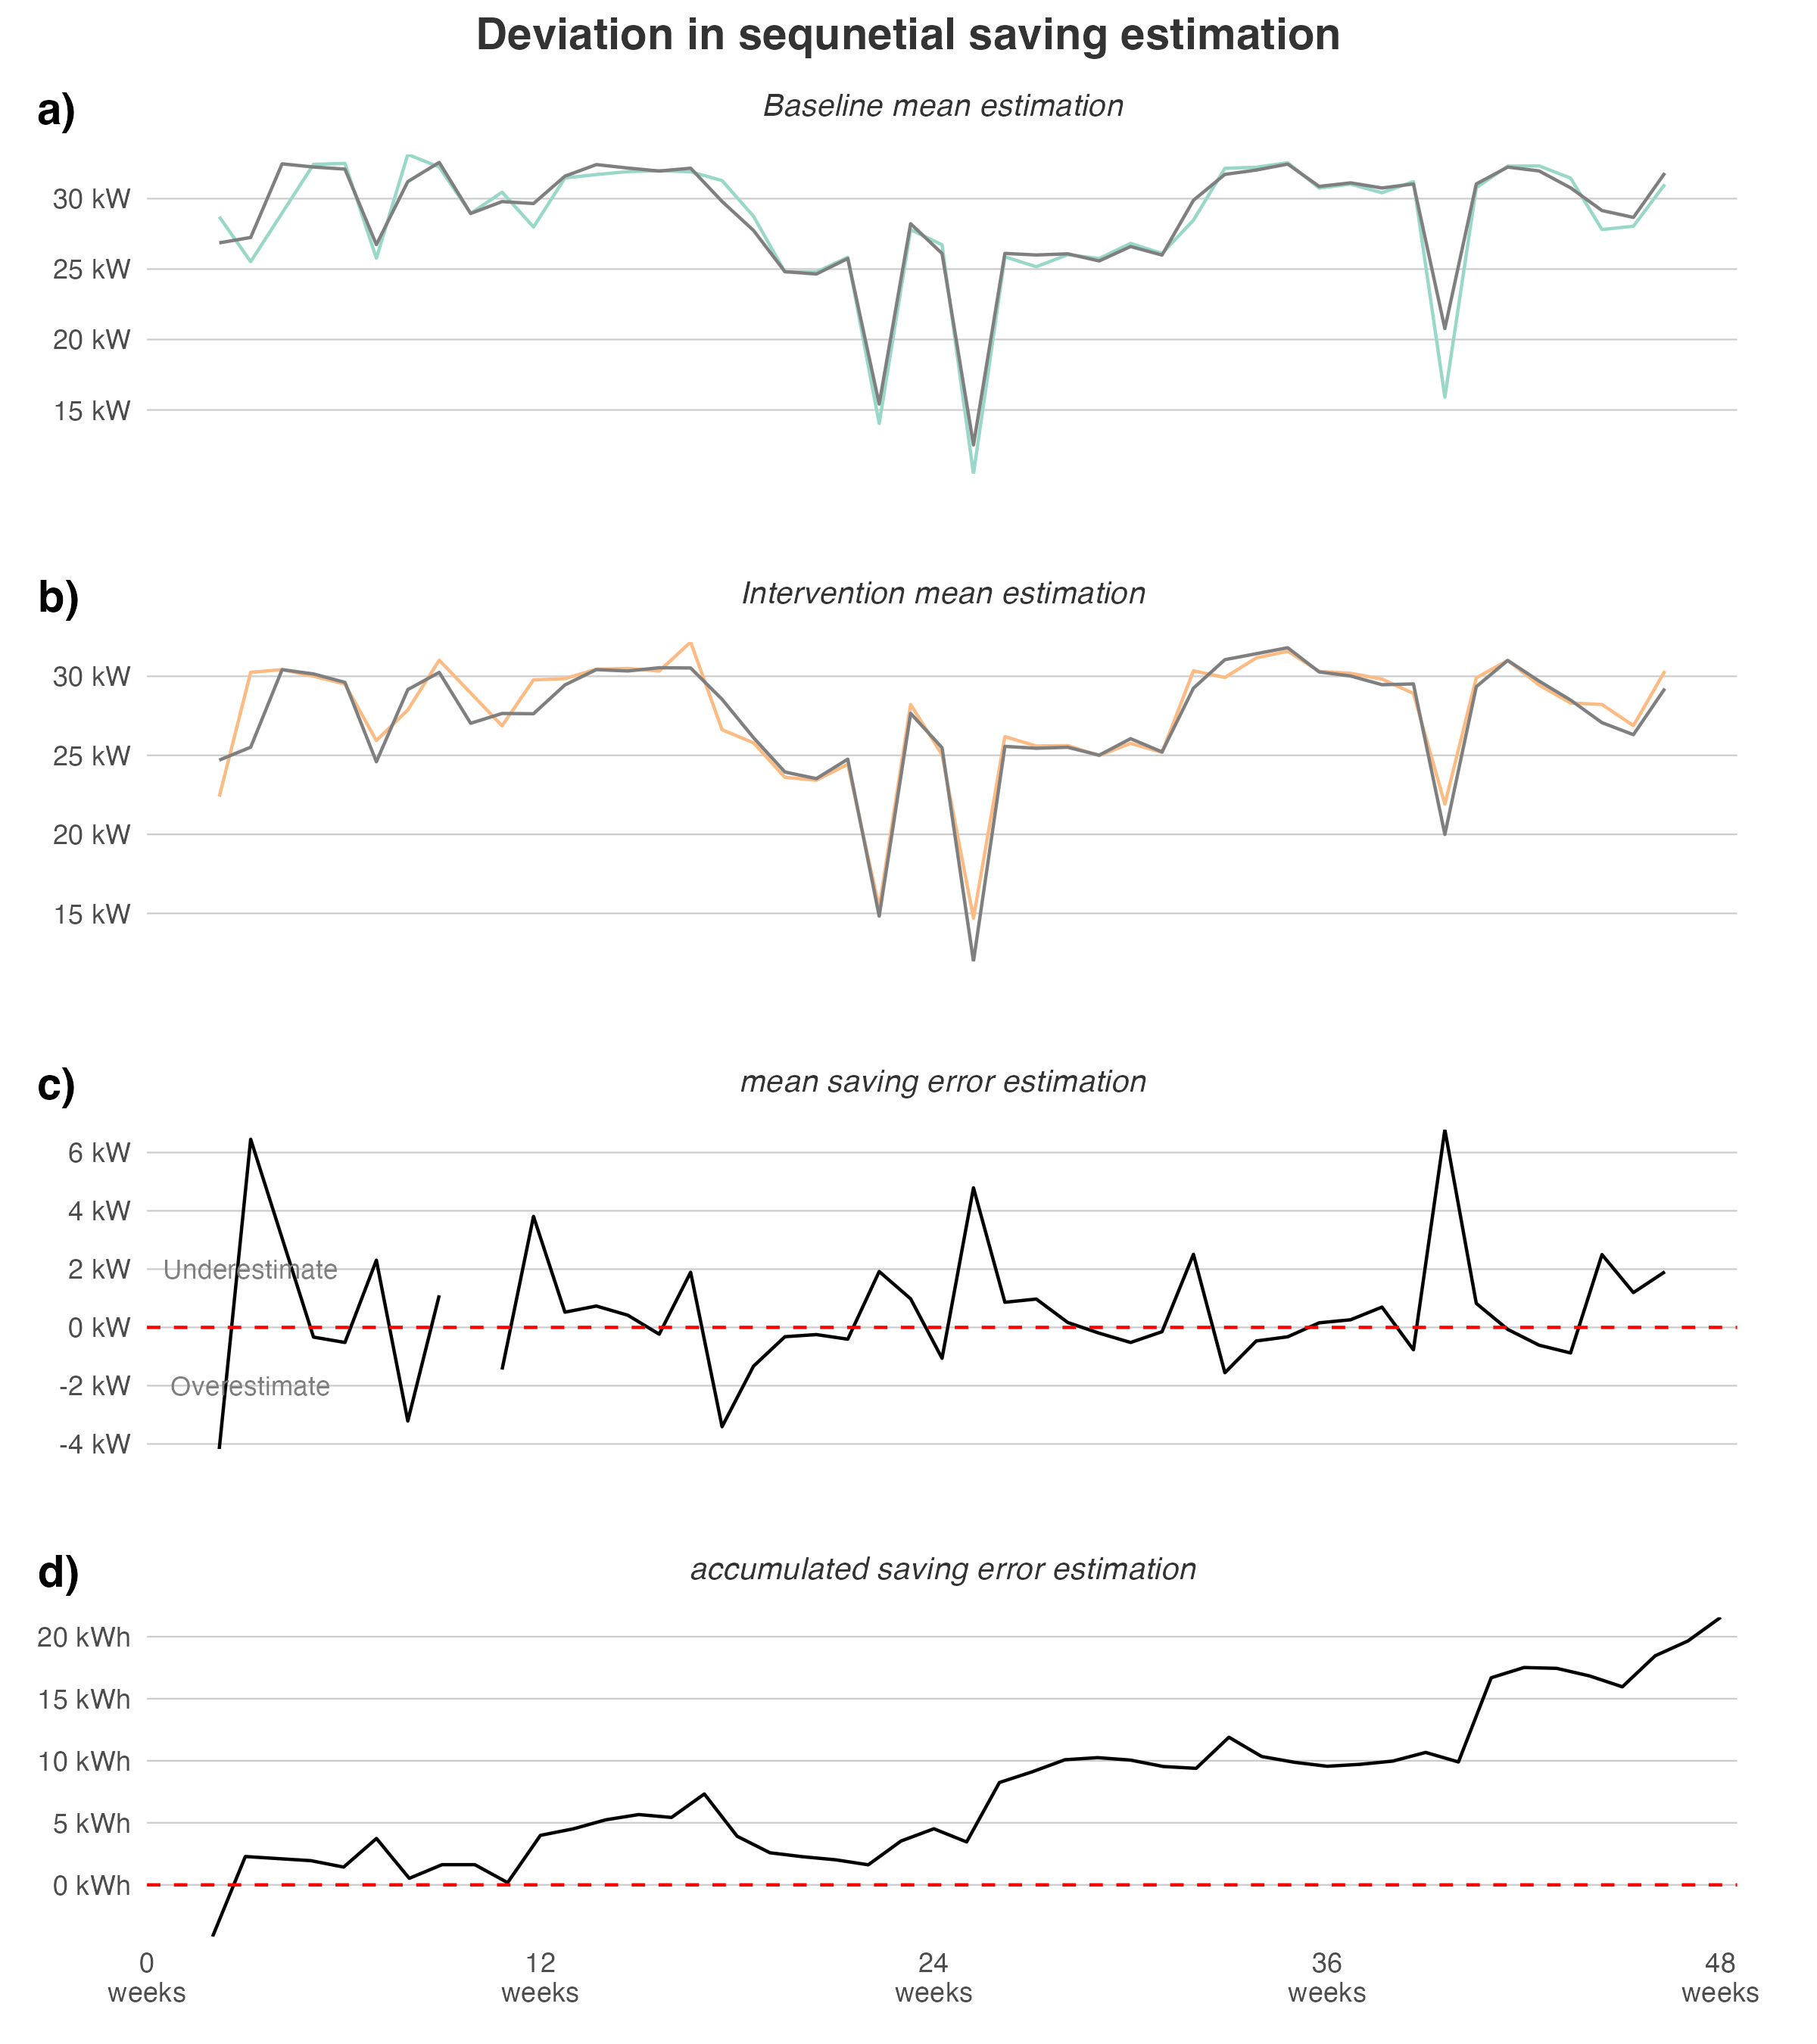 Deviation in sequnetial saving estimation
a)
Baseline mean estimation
30 kW
25 kW
20 kW
15 kW
b)
Intervention mean estimation
30 kW
25 kW
20 kW
15 kW
c)
mean saving error estimation
6 kW
4 kW
2 kW
Underestimate
0 kW
-2 kW
Overestimate
-4 kW
d)
accumulated saving error estimation
20 kWh
15 kWh
10 kWh
5 kWh
0 kWh
0 12 24 36 48
weeks weeks weeks weeks weeks